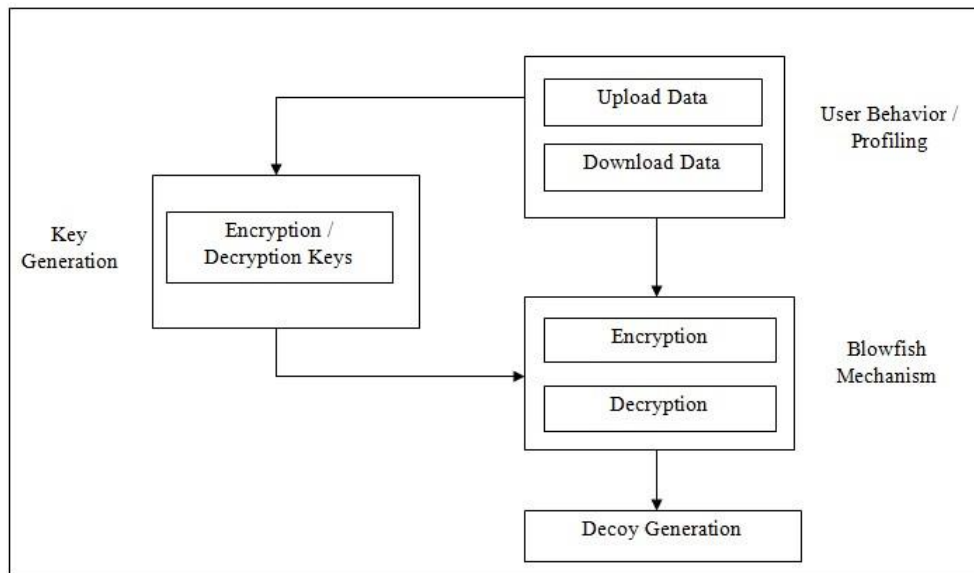 Upload Data
Download Data
User Behavior /
Profiling
Key
Generation
Encryption /
Decryption Keys
Encryption
Decryption
Blowfish
Mechanism
Decoy Generation